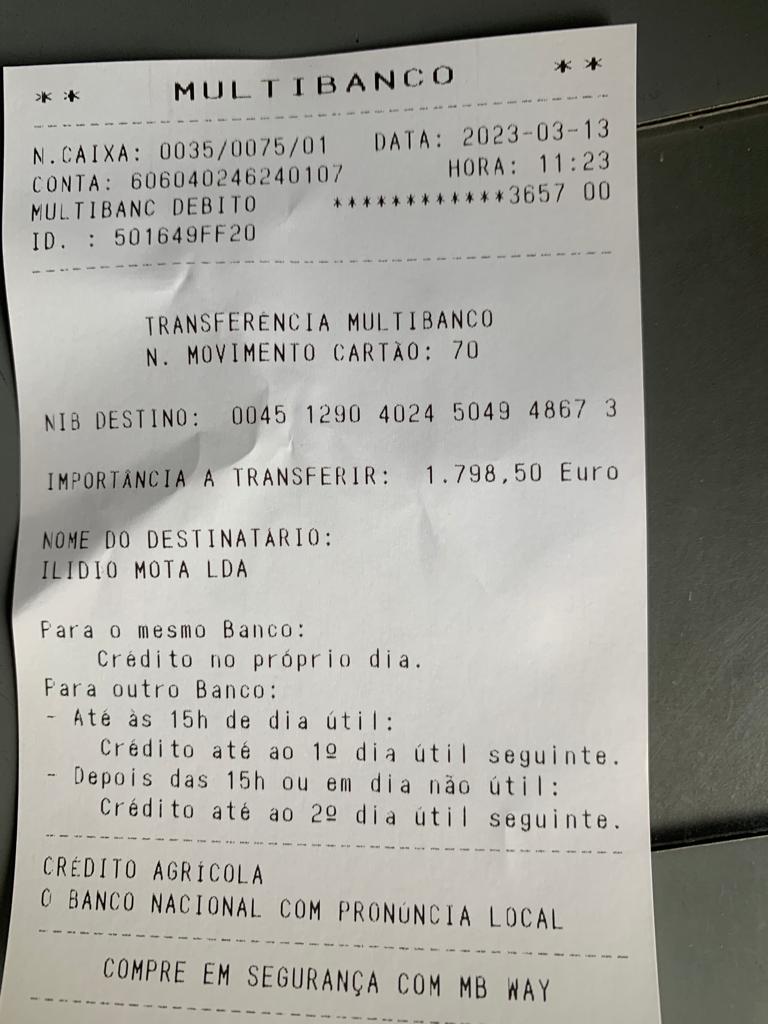 ** MULTIBANCO **
N.CAIXA: 0035/0075/01 DATA: 2023-03-13
CONTA: 606040246240107 HORA: 11:23
MULTIBANC DEBITO ************3657 00
ID. : 501649FF20
TRANSFERÊNCIA MULTIBANCO
N. MOVIMENTO CARTÃO: 70
NIB DESTINO: 0045 1290 4024 5049 4867 3
IMPORTÂNCIA A TRANSFERIR: 1.798,50 Euro
NOME DO DESTINATÁRIO:
ILIDIO MOTA LDA
Para o mesmo Banco:
Crédito no próprio dia.
Para outro Banco:
- Até às 15h de dia útil:
Crédito até ao 1º dia útil seguinte.
- Depois das 15h ou em dia não útil:
Crédito até ao 2º dia útil seguinte.
CRÉDITO AGRÍCOLA
O BANCO NACIONAL COM PRONÚNCIA LOCAL
COMPRE EM SEGURANÇA COM MB WAY